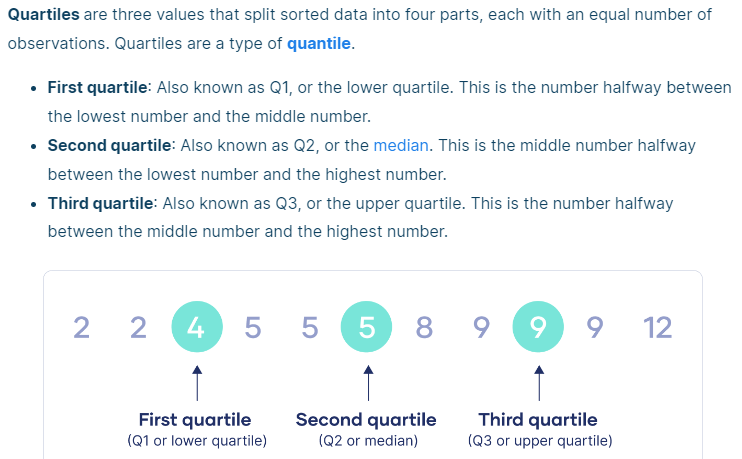 Quartiles are three values that split sorted data into four parts, each with an equal number of
observations. Quartiles are a type of quantile.
• First quartile: Also known as Q1, or the lower quartile. This is the number halfway between
the lowest number and the middle number.
• Second quartile: Also known as Q2, or the median. This is the middle number halfway
between the lowest number and the highest number.
• Third quartile: Also known as Q3, or the upper quartile. This is the number halfway
between the middle number and the highest number.
2 2 4 5 5 5 8 9 9 9 12
First quartile Second quartile Third quartile
(Q1 or lower quartile) (Q2 or median) (Q3 or upper quartile)